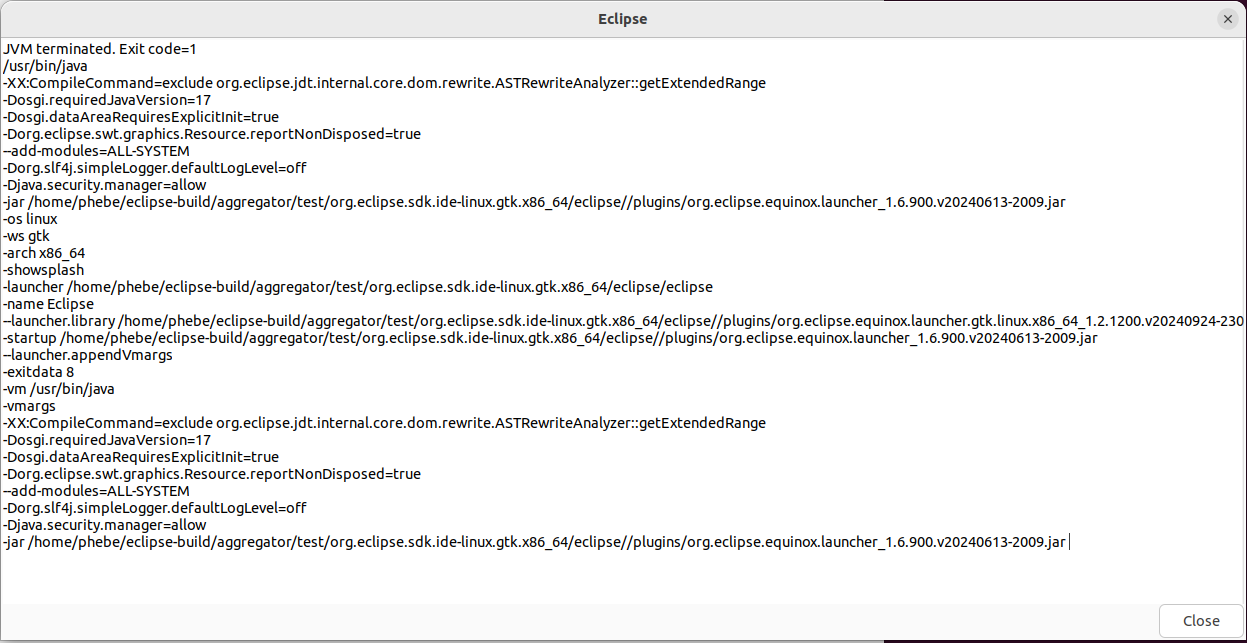 Eclipse
JVM terminated. Exit code=1
/usr/bin/java
-XX:CompileCommand=exclude org.eclipse.jdt.internal.core.dom.rewrite.ASTRewriteAnalyzer::getExtendedRange
-Dosgi.requiredJavaVersion=17
-Dosgi.dataAreaRequiresExplicitInit=true
-Dorg.eclipse.swt.graphics.Resource.reportNonDisposed=true
--add-modules=ALL-SYSTEM
-Dorg.slf4j.simpleLogger.defaultLogLevel=off
-Djava.security.manager=allow
-jar /home/phebe/eclipse-build/aggregator/test/org.eclipse.sdk.ide-linux.gtk.x86_64/eclipse//plugins/org.eclipse.equinox.launcher_1.6.900.v20240613-2009.jar
-os linux
-ws gtk
-arch x86_64
-showsplash
-launcher /home/phebe/eclipse-build/aggregator/test/org.eclipse.sdk.ide-linux.gtk.x86_64/eclipse/eclipse
-name Eclipse
--launcher.library /home/phebe/eclipse-build/aggregator/test/org.eclipse.sdk.ide-linux.gtk.x86_64/eclipse//plugins/org.eclipse.equinox.launcher.gtk.linux.x86_64_1.2.1200.v20240924-230
-startup /home/phebe/eclipse-build/aggregator/test/org.eclipse.sdk.ide-linux.gtk.x86_64/eclipse//plugins/org.eclipse.equinox.launcher_1.6.900.v20240613-2009.jar
--launcher.appendVmargs
-exitdata 8
-vm /usr/bin/java
-vmargs
-XX:CompileCommand=exclude org.eclipse.jdt.internal.core.dom.rewrite.ASTRewriteAnalyzer::getExtendedRange
-Dosgi.requiredJavaVersion=17
-Dosgi.dataAreaRequiresExplicitInit=true
-Dorg.eclipse.swt.graphics.Resource.reportNonDisposed=true
--add-modules=ALL-SYSTEM
-Dorg.slf4j.simpleLogger.defaultLogLevel=off
-Djava.security.manager=allow
-jar /home/phebe/eclipse-build/aggregator/test/org.eclipse.sdk.ide-linux.gtk.x86_64/eclipse//plugins/org.eclipse.equinox.launcher_1.6.900.v20240613-2009.jar
Close